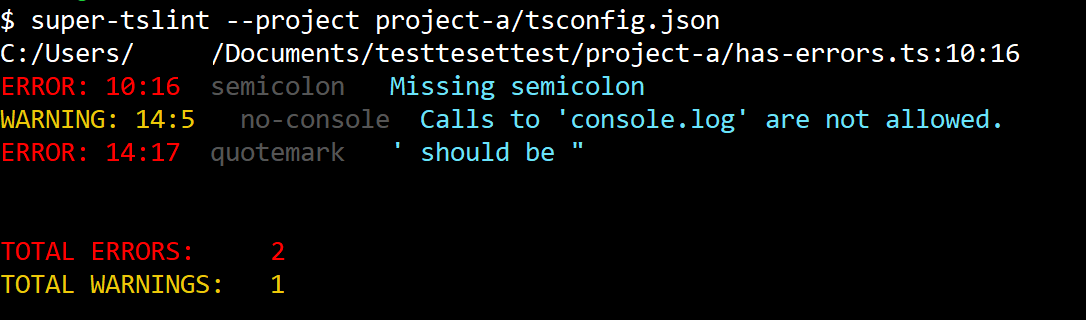 $ super-tslint --project project-a/tsconfig.json
C:/Users/ /Documents/testtesettest/project-a/has-errors.ts:10:16
ERROR: 10:16 semicolon Missing semicolon
WARNING: 14:5 no-console Calls to 'console.log' are not allowed.
ERROR: 14:17 quotemark ' should be "
TOTAL ERRORS: 2
TOTAL WARNINGS: 1